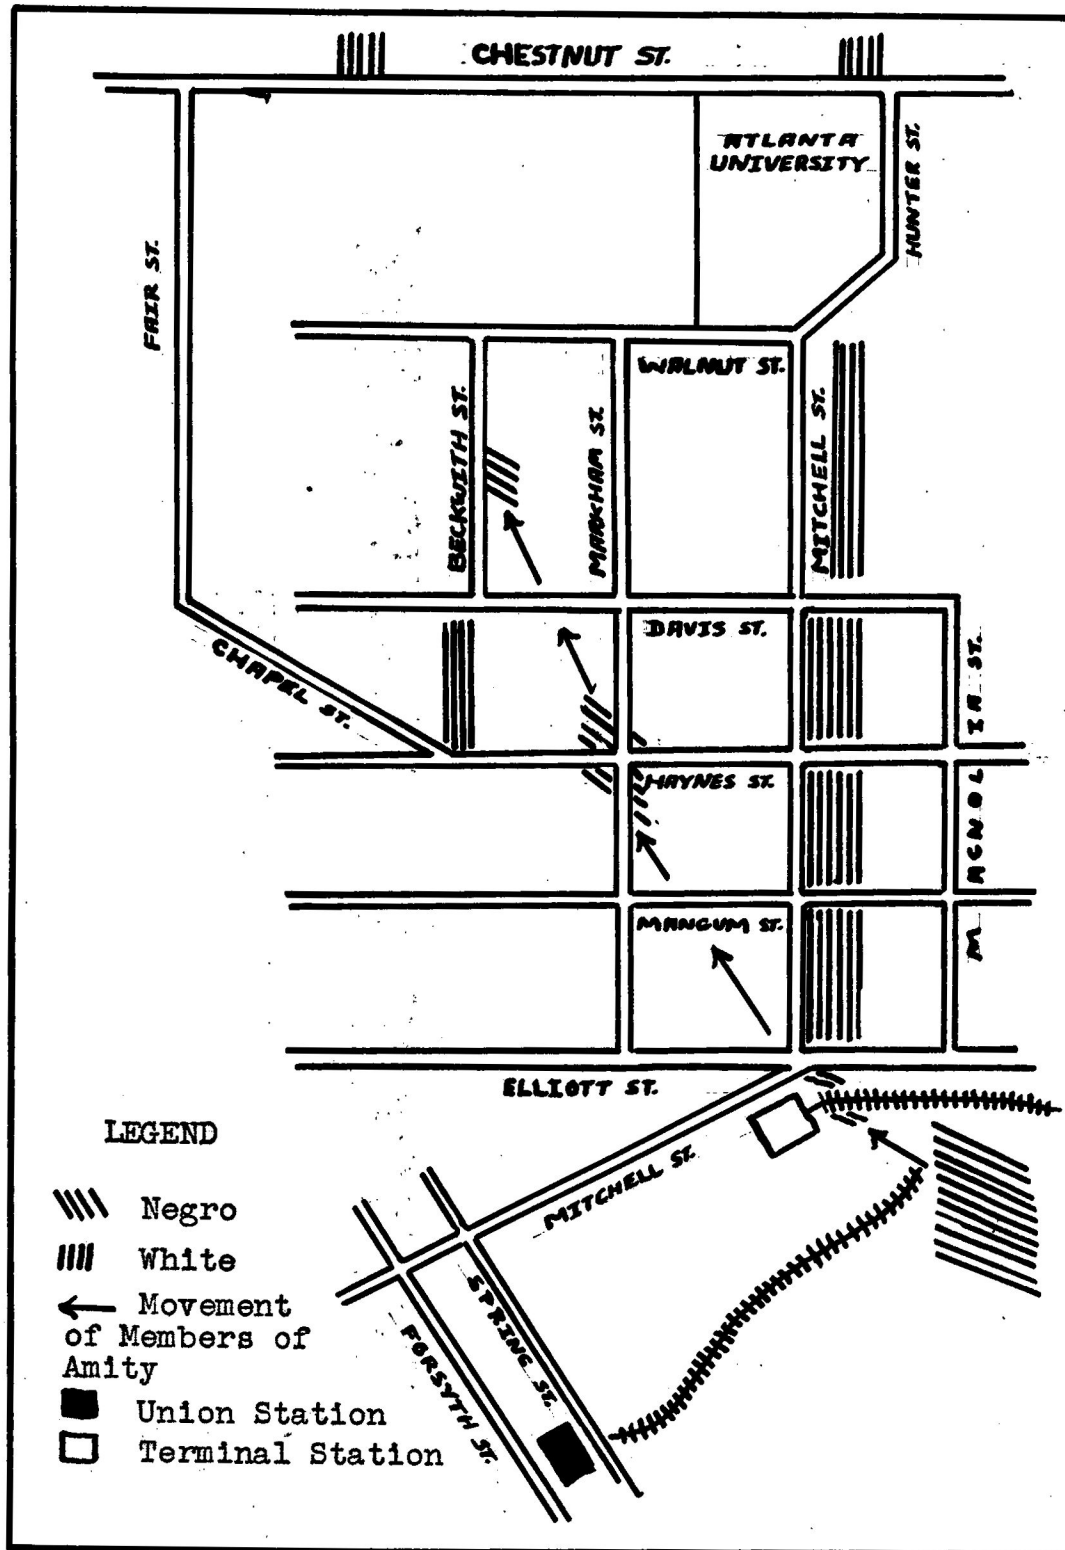 CHESTNUT ST.
ATLANTA
UNIVERSITY
HUNTER ST.
FAIR ST.
WALNUT ST.
BECKWITH ST.
MARKHAM ST.
MITCHELL ST.
DAVIS ST.
CHAPEL ST.
HAYNES ST.
MAGNOLIA ST.
MANGUM ST.
ELLIOTT ST.
MITCHELL ST.
SPRING ST.
FORSYTH ST.
LEGEND
Negro
White
Movement
of Members of
Amity
Union Station
Terminal Station